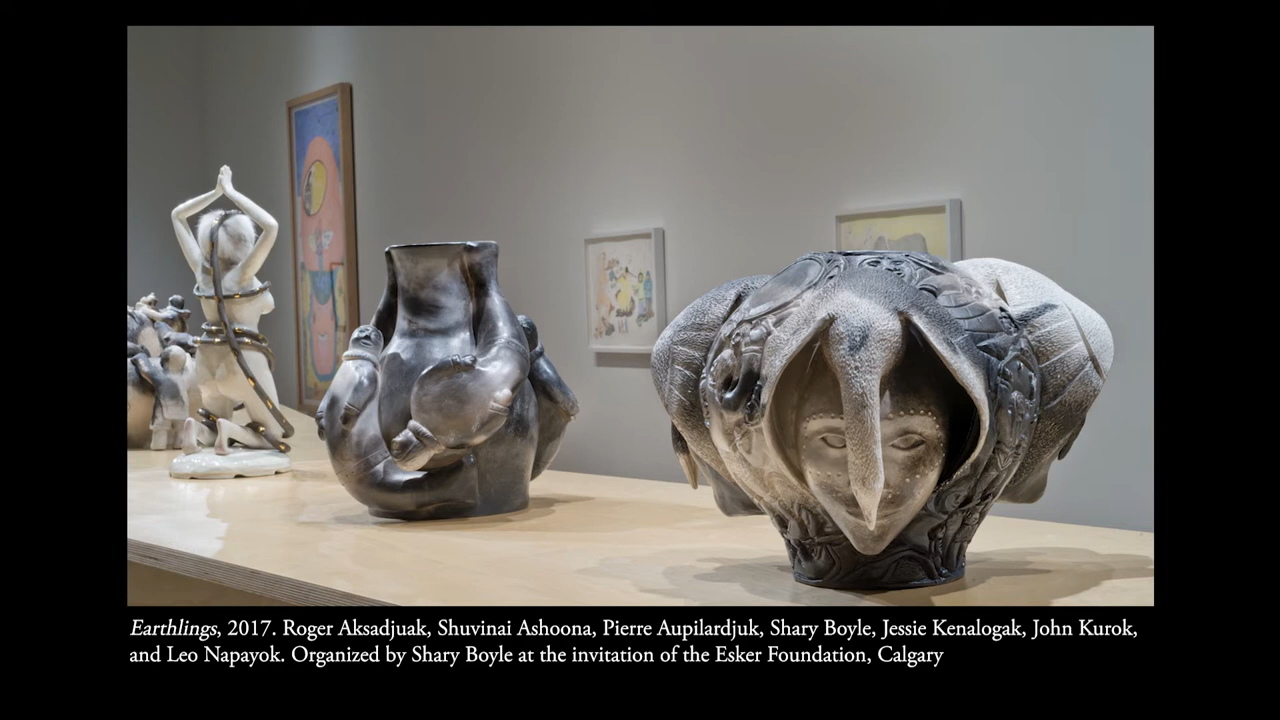 Earthlings, 2017. Roger Aksadjuak, Shuvinai Ashoona, Pierre Aupilardjuk, Shary Boyle, Jessie Kenalogak, John Kurok,
and Leo Napayok. Organized by Shary Boyle at the invitation of the Esker Foundation, Calgary